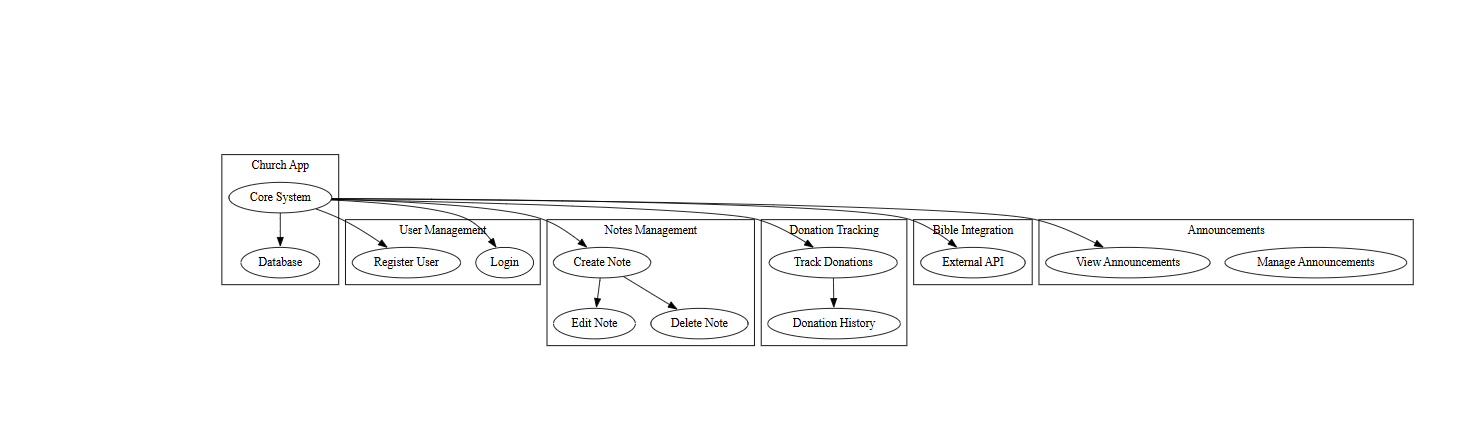 Church App
Core System
Database
User Management
Register User
Login
Notes Management
Create Note
Edit Note
Delete Note
Donation Tracking
Track Donations
Donation History
Bible Integration
External API
Announcements
View Announcements
Manage Announcements